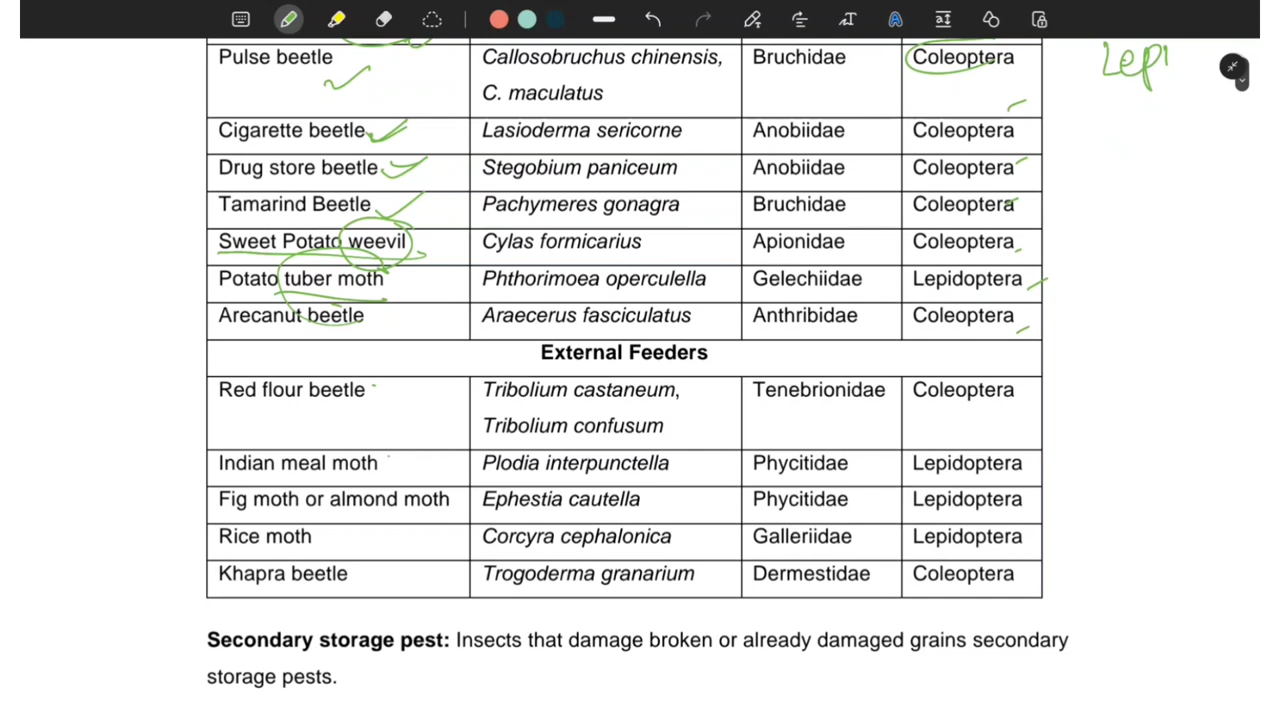 Pulse beetle Callosobruchus chinensis, Bruchidae Coleoptera Lepi
C. maculatus
Cigarette beetle Lasioderma sericorne Anobiidae Coleoptera
Drug store beetle Stegobium paniceum Anobiidae Coleoptera
Tamarind Beetle Pachymeres gonagra Bruchidae Coleoptera
Sweet Potato weevil Cylas formicarius Apionidae Coleoptera
Potato tuber moth Phthorimoea operculella Gelechiidae Lepidoptera
Arecanut beetle Araecerus fasciculatus Anthribidae Coleoptera
External Feeders
Red flour beetle Tribolium castaneum, Tenebrionidae Coleoptera
Tribolium confusum
Indian meal moth Plodia interpunctella Phycitidae Lepidoptera
Fig moth or almond moth Ephestia cautella Phycitidae Lepidoptera
Rice moth Corcyra cephalonica Galleriidae Lepidoptera
Khapra beetle Trogoderma granarium Dermestidae Coleoptera
Secondary storage pest: Insects that damage broken or already damaged grains secondary
storage pests.